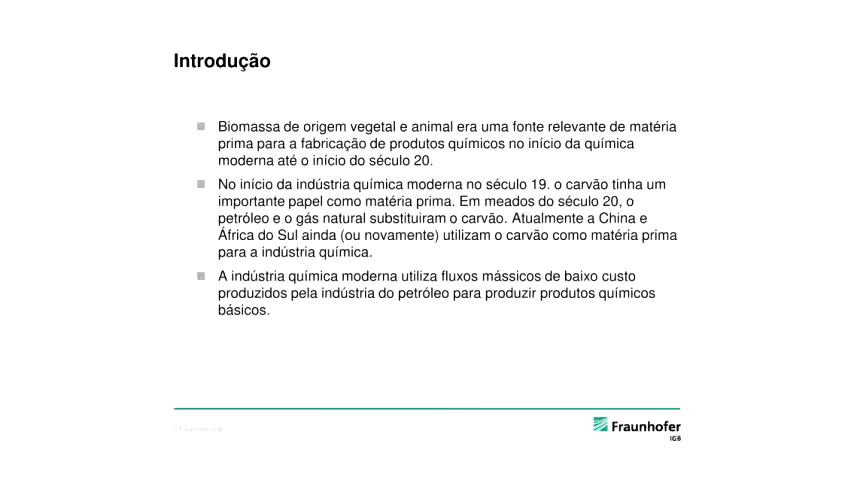 Introdução
Biomassa de origem vegetal e animal era uma fonte relevante de matéria
prima para a fabricação de produtos químicos no início da química
moderna até o início do século 20.
No início da indústria química moderna no século 19. o carvão tinha um
importante papel como matéria prima. Em meados do século 20, o
petróleo e o gás natural substituiram o carvão. Atualmente a China e
África do Sul ainda (ou novamente) utilizam o carvão como matéria prima
para a indústria química.
A indústria química moderna utiliza fluxos mássicos de baixo custo
produzidos pela indústria do petróleo para produzir produtos químicos
básicos.
Fraunhofer
IGB